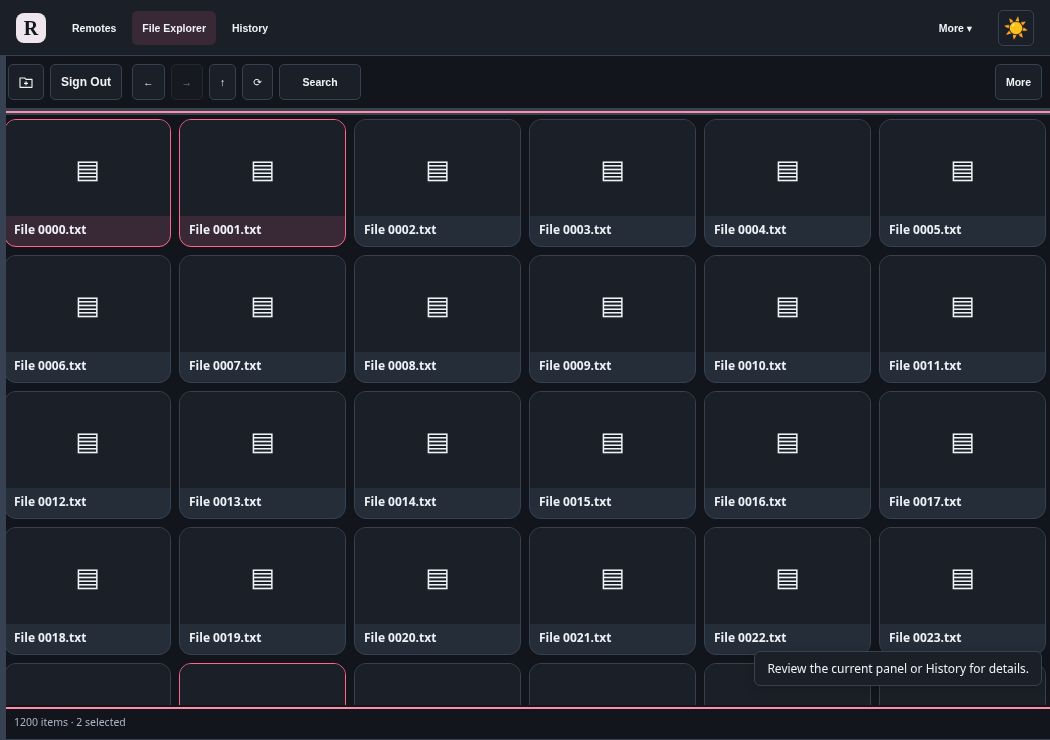 R Remotes File Explorer History More ▾
Sign Out ← → ↑ ⟳ Search More
File 0000.txt File 0001.txt File 0002.txt File 0003.txt File 0004.txt File 0005.txt
File 0006.txt File 0007.txt File 0008.txt File 0009.txt File 0010.txt File 0011.txt
File 0012.txt File 0013.txt File 0014.txt File 0015.txt File 0016.txt File 0017.txt
File 0018.txt File 0019.txt File 0020.txt File 0021.txt File 0022.txt File 0023.txt
Review the current panel or History for details.
1200 items · 2 selected